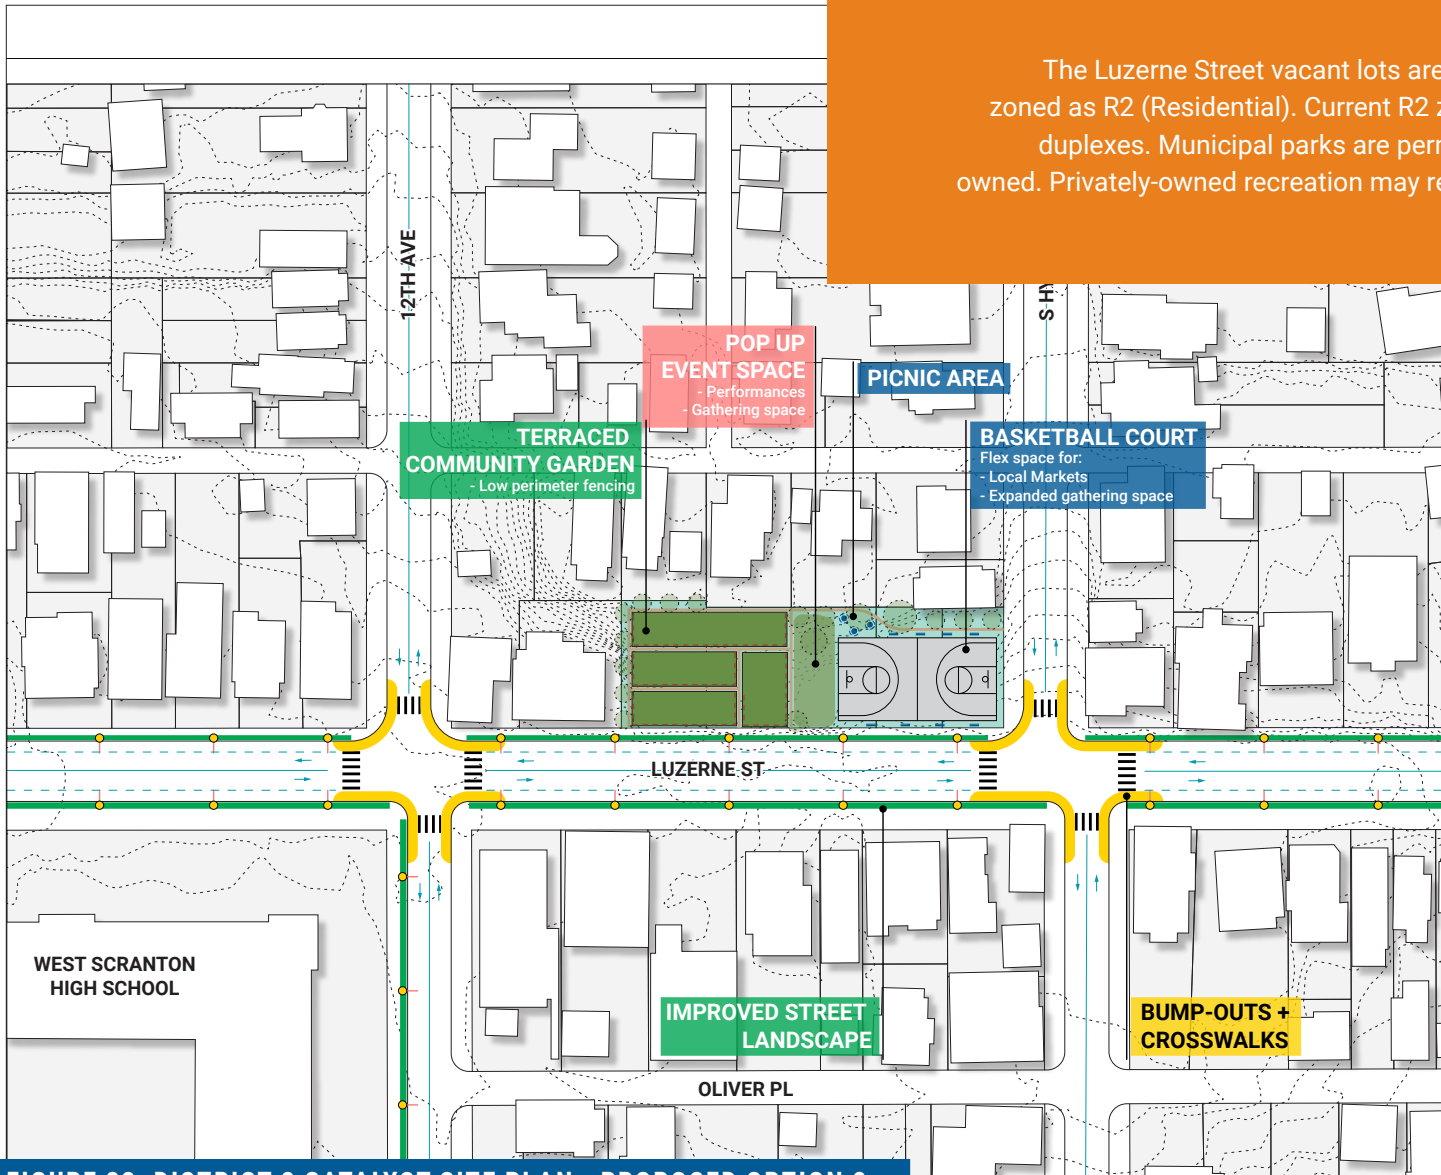 The Luzerne Street vacant lots are
zoned as R2 (Residential). Current R2
duplexes. Municipal parks are
owned. Privately-owned recreation may
12TH AVE
POP UP
EVENT SPACE
- Performances
- Gathering space
PICNIC AREA
TERRACED
COMMUNITY GARDEN
- Low perimeter fencing
BASKETBALL COURT
Flex space for:
- Local Markets
- Expanded gathering space
LUZERNE ST
WEST SCRANTON
HIGH SCHOOL
IMPROVED STREET
LANDSCAPE
BUMP-OUTS +
CROSSWALKS
OLIVER PL